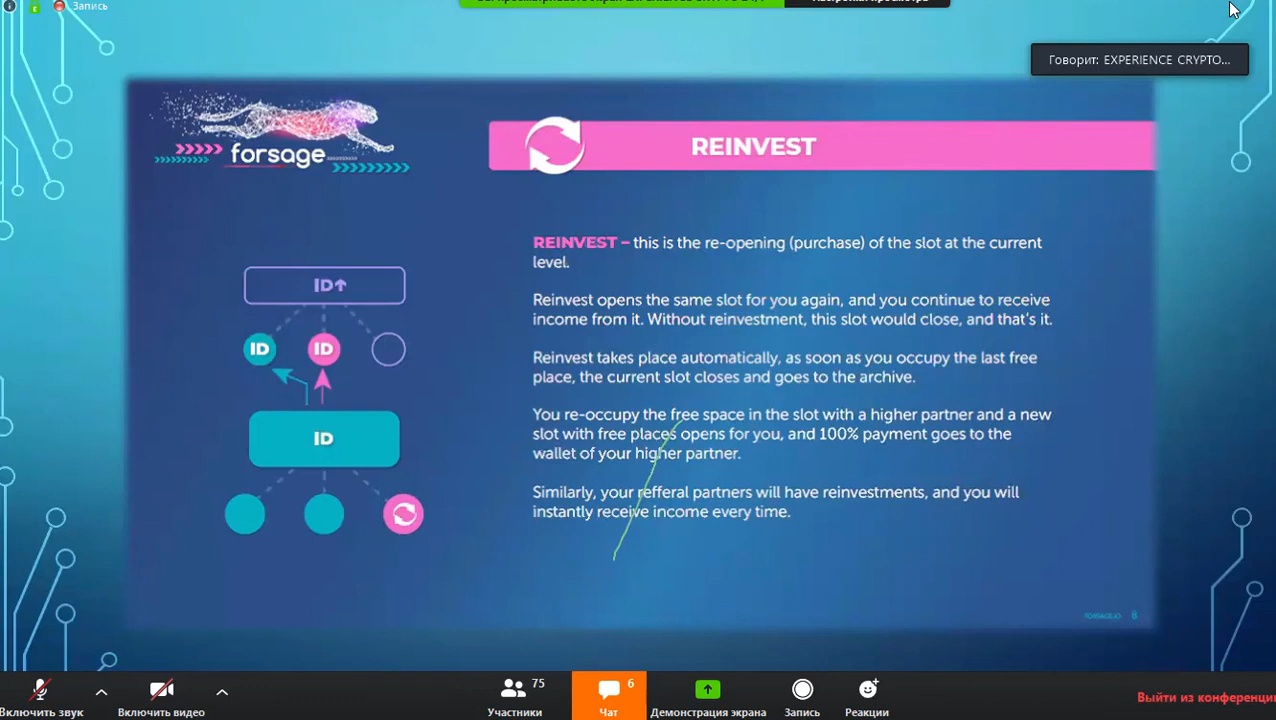 Запись
Говорит: EXPERIENCE CRYPTO...
forsage
REINVEST
REINVEST – this is the re-opening (purchase) of the slot at the current
level.
Reinvest opens the same slot for you again, and you continue to receive
income from it. Without reinvestment, this slot would close, and that's it.
Reinvest takes place automatically, as soon as you occupy the last free
place, the current slot closes and goes to the archive.
You re-occupy the free space in the slot with a higher partner and a new
slot with free places opens for you, and 100% payment goes to the
wallet of your higher partner.
Similarly, your refferal partners will have reinvestments, and you will
instantly receive income every time.
ID↑
ID ID
ID
8
75
6
Включить звук
Включить видео
Участники
Чат
Демонстрация экрана
Запись
Реакции
Выйти из конференци